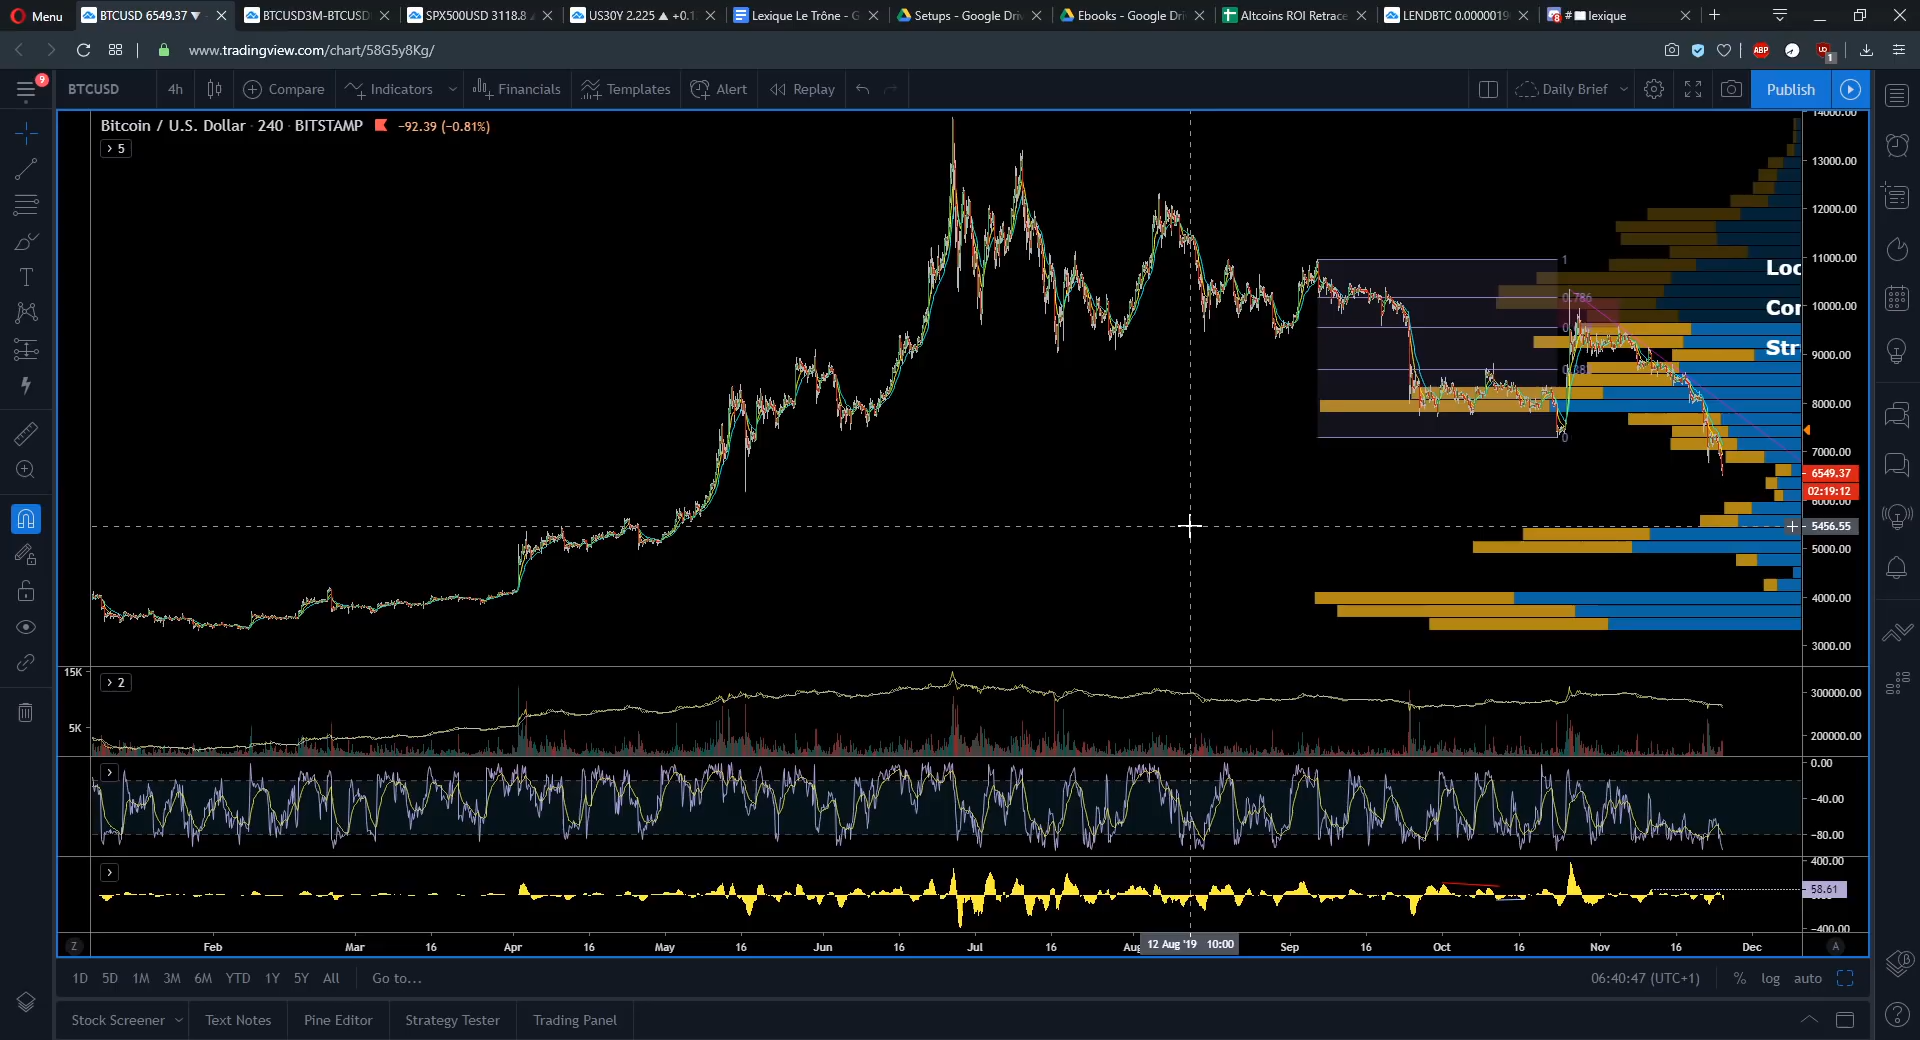 Menu
BTCUSD 6549.37 ▼
BTCUSD3M-BTCUSD
SPX500USD 3118.8
US30Y 2.225 ▲ +0.1
Lexique Le Trône - G
Setups - Google Driv
Ebooks - Google Dri
Altcoins ROI Retrace
LENDBTC 0.0000019
lexique
www.tradingview.com/chart/58G5y8Kg/
ABP
1
9
BTCUSD
4h
Compare
Indicators
Financials
Templates
Alert
Replay
Daily Brief
Publish
Bitcoin / U.S. Dollar · 240 · BITSTAMP −92.39 (−0.81%)
5
14000.00
13000.00
12000.00
11000.00
10000.00
9000.00
8000.00
7000.00
6549.37
02:19:12
6000.00
5456.55
5000.00
4000.00
3000.00
1
0.786
0
Loc
Con
Str
2
15K
5K
300000.00
200000.00
0.00
−40.00
−80.00
400.00
58.61
−400.00
Z
Feb
Mar
16
Apr
16
May
16
Jun
16
Jul
16
Aug
12 Aug '19 10:00
Sep
16
Oct
16
Nov
16
Dec
A
1D 5D 1M 3M 6M YTD 1Y 5Y All Go to...
06:40:47 (UTC+1) % log auto
Stock Screener
Text Notes
Pine Editor
Strategy Tester
Trading Panel